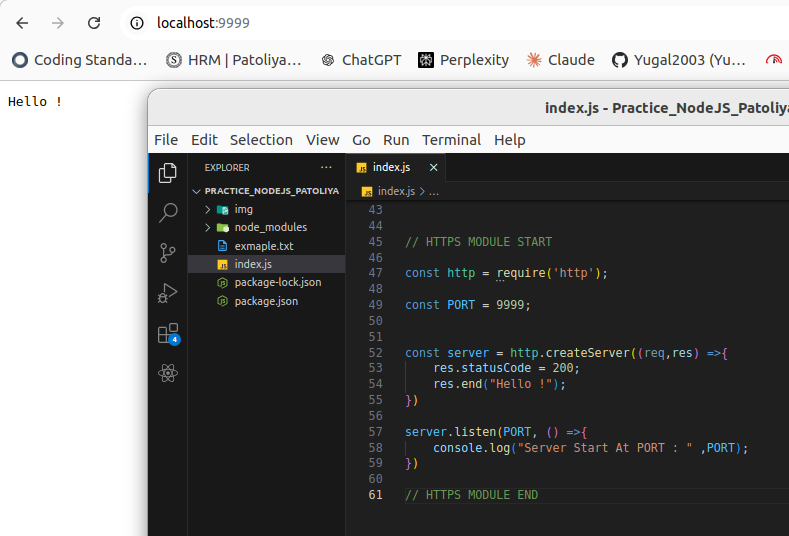 localhost:9999
Coding Standa...
HRM | Patoliya...
ChatGPT
Perplexity
Claude
Yugal2003 (Yu...
Hello !
index.js - Practice_NodeJS_Patoliya
File Edit Selection View Go Run Terminal Help
EXPLORER
PRACTICE_NODEJS_PATOLIYA
img
node_modules
exmaple.txt
JS index.js
package-lock.json
package.json
4
JS index.js
JS index.js > ...
43
44
45 // HTTPS MODULE START
46
47 const http = require('http');
48
49 const PORT = 9999;
50
51
52 const server = http.createServer((req,res) =>{
53 res.statusCode = 200;
54 res.end("Hello !");
55 })
56
57 server.listen(PORT, () =>{
58 console.log("Server Start At PORT : " ,PORT);
59 })
60
61 // HTTPS MODULE END